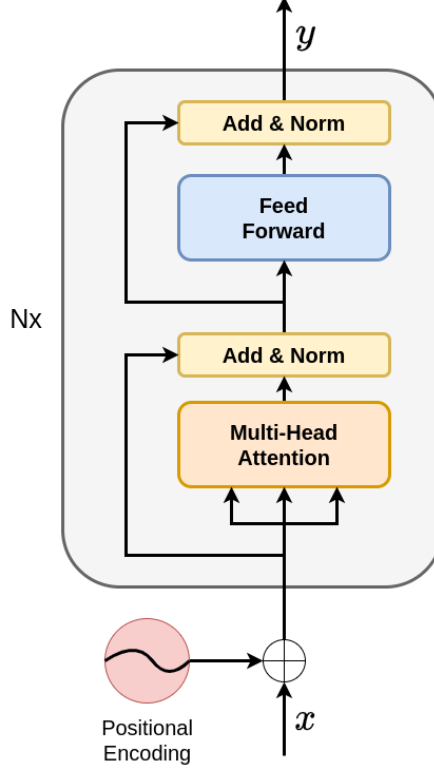 y
Add & Norm
Feed
Forward
Nx
Add & Norm
Multi-Head
Attention
x
Positional
Encoding